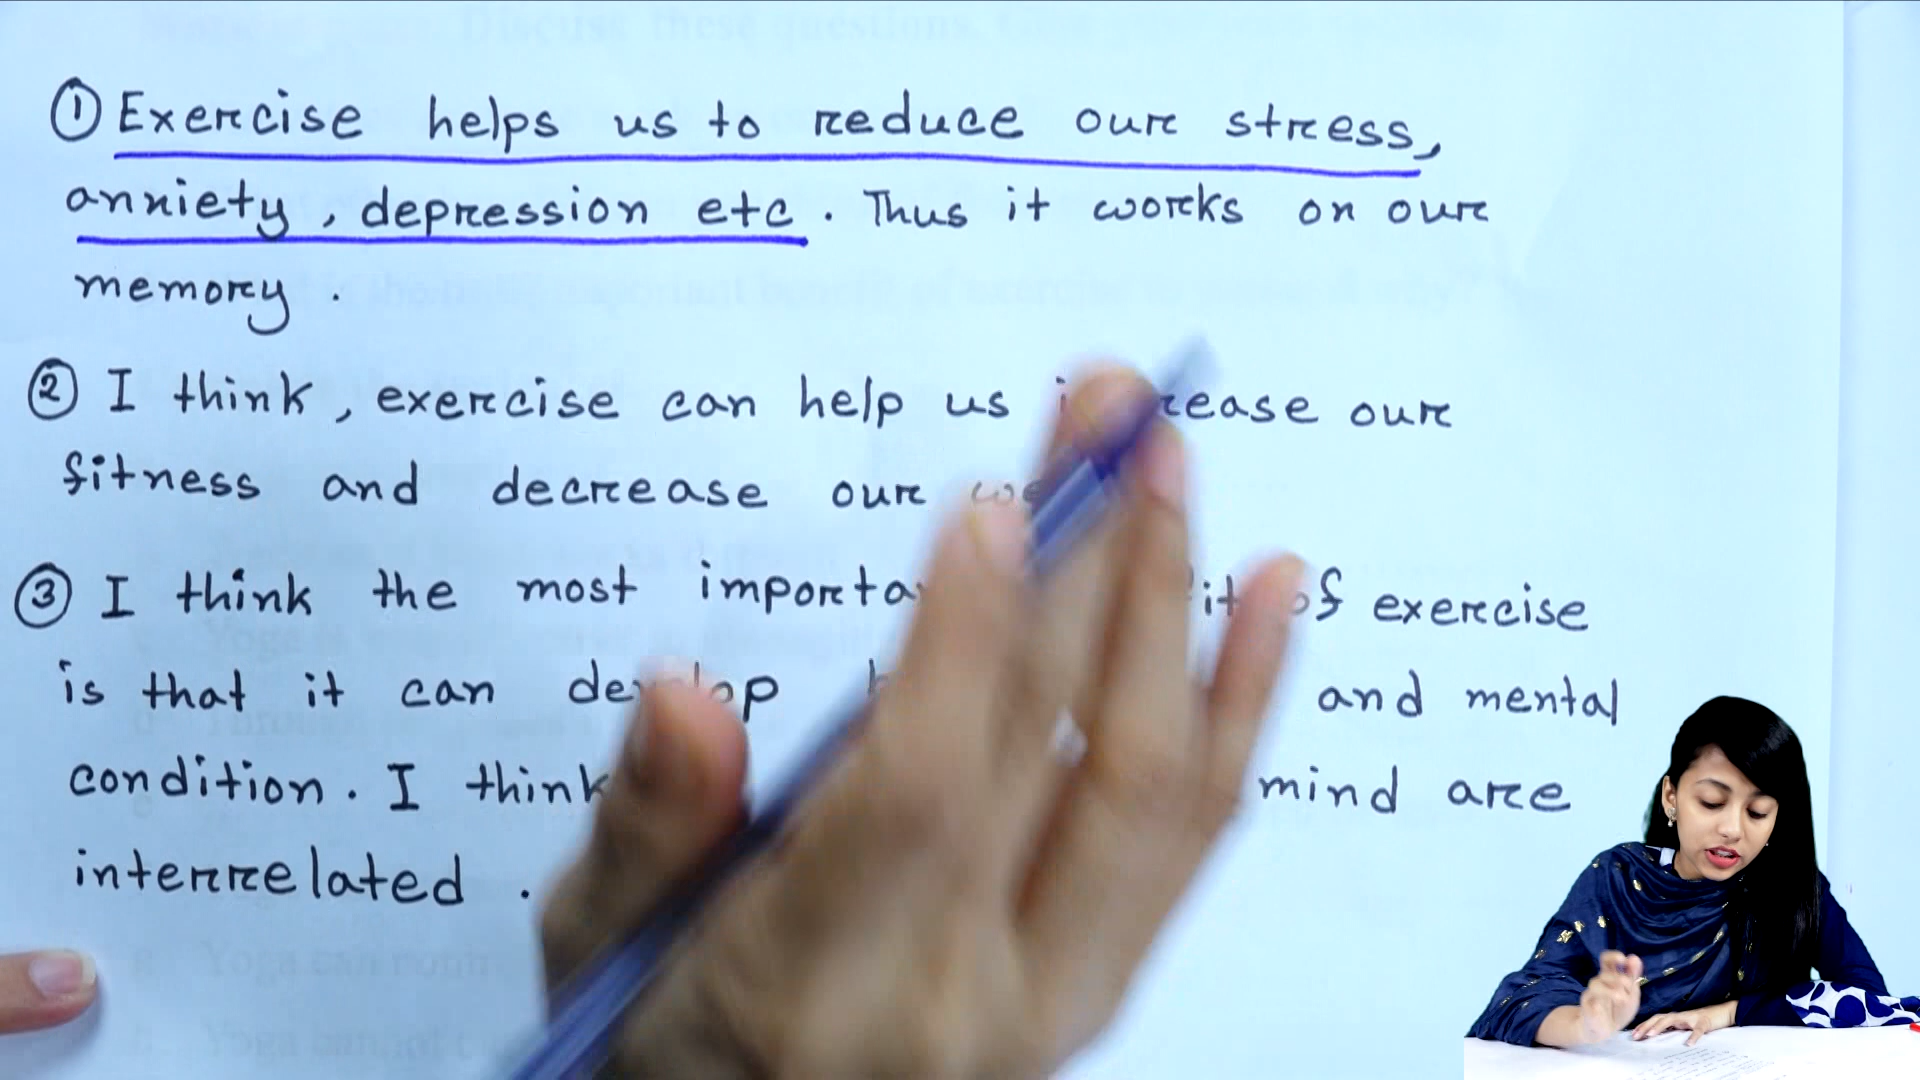 ① Exercise helps us to reduce our stress,
anxiety, depression etc. Thus it works on our
memory.
② I think, exercise can help us our
fitness and decrease our
③ I think the most of exercise
is that it can and mental
condition. I think mind are
interrelated.